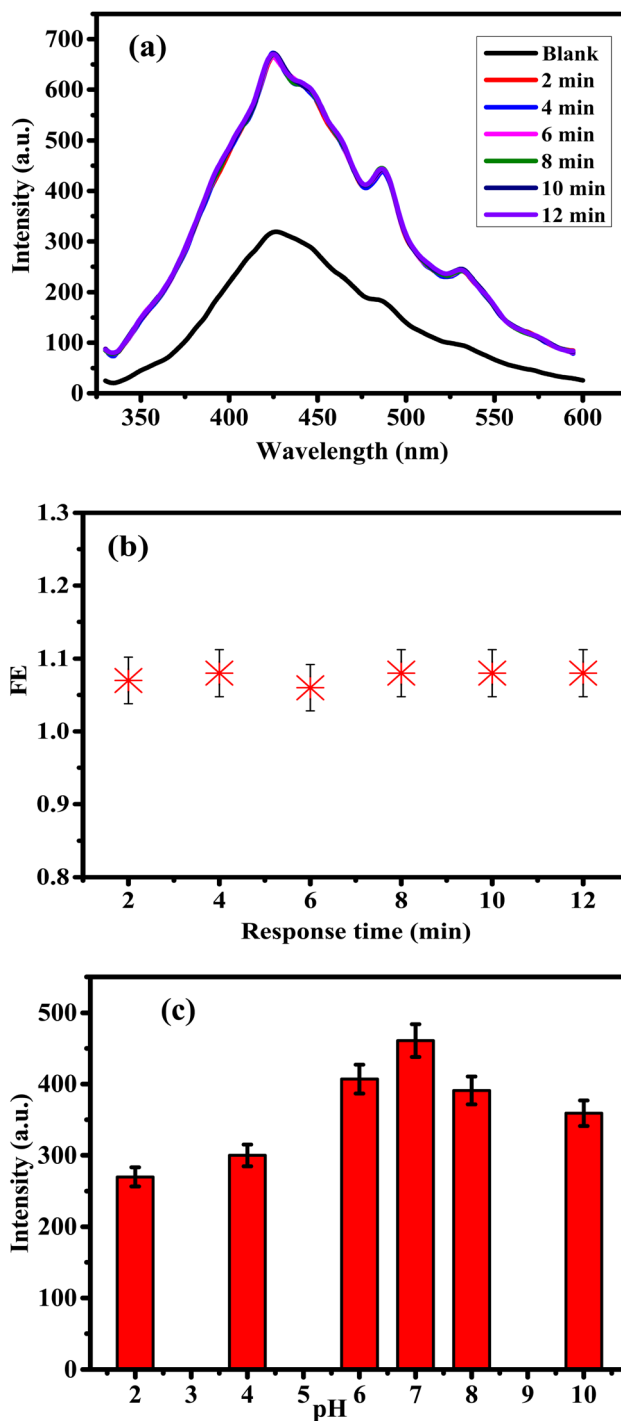 (a)
700
600
500
400
300
200
100
0
Intensity (a.u.)
Blank
2 min
4 min
6 min
8 min
10 min
12 min
350 400 450 500 550 600
Wavelength (nm)
(b)
1.3
1.2
1.1
1.0
0.9
0.8
FE
2 4 6 8 10 12
Response time (min)
(c)
500
400
300
200
100
0
Intensity (a.u.)
2 3 4 5 6 7 8 9 10
pH